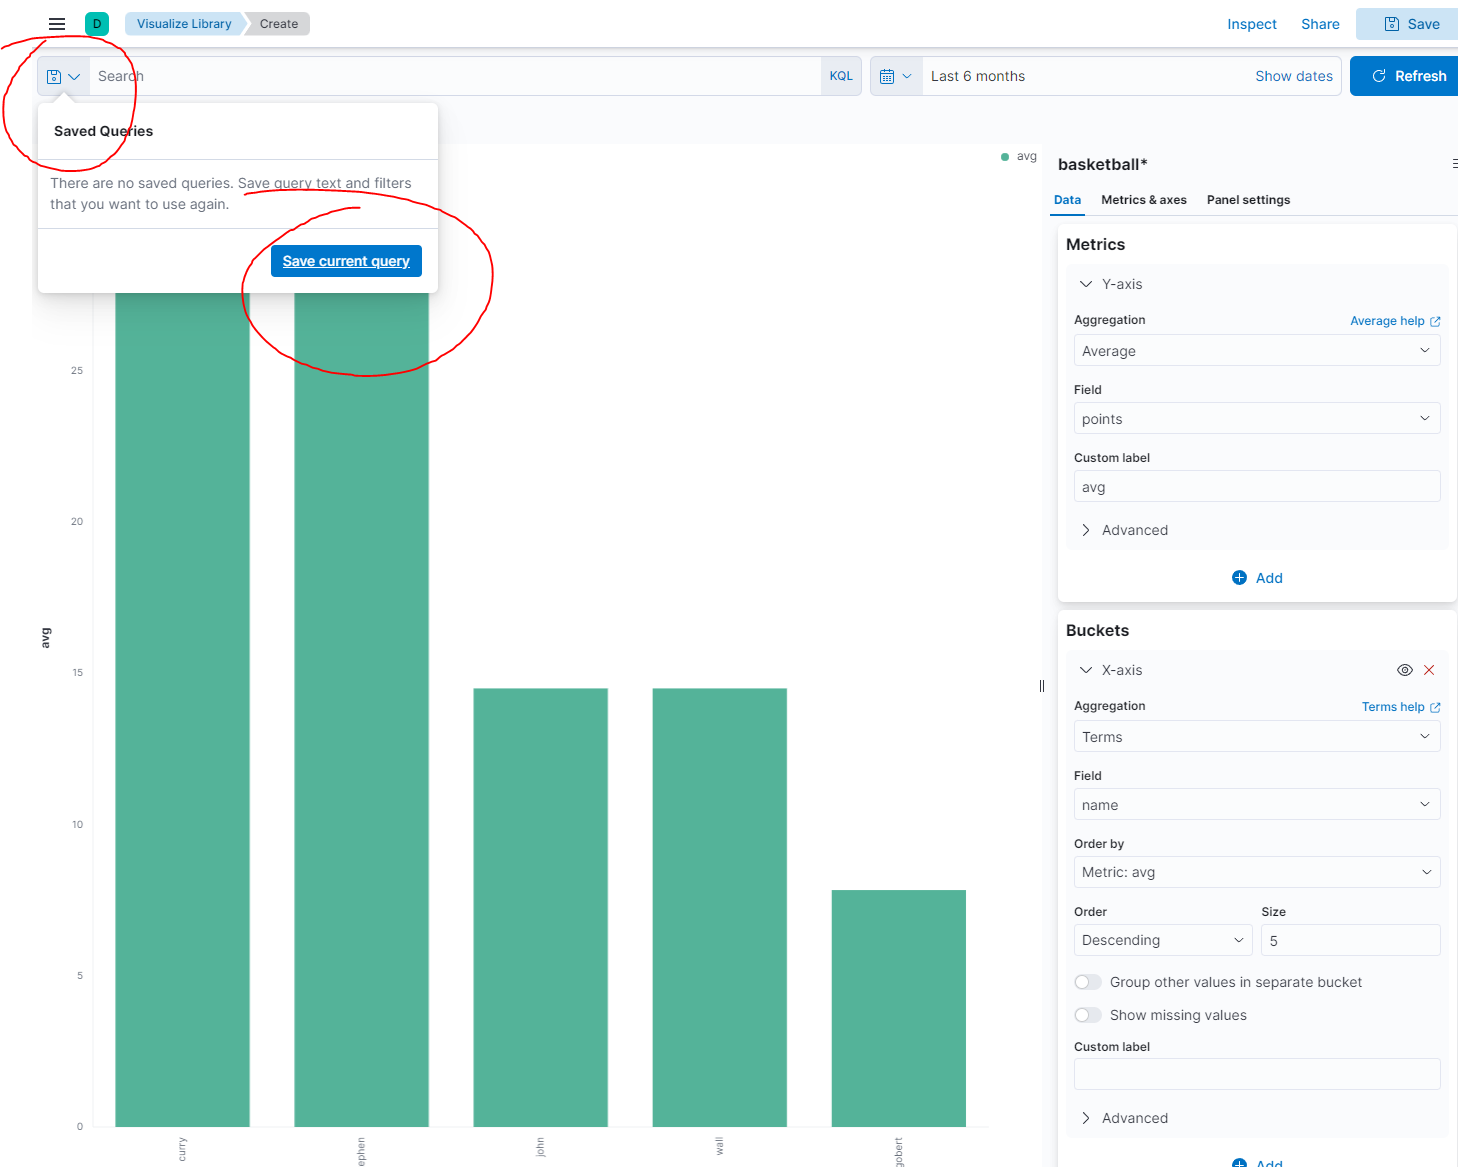 D Visualize Library Create Inspect Share Save
Search KQL Last 6 months Show dates Refresh
Saved Queries
There are no saved queries. Save query text and filters
that you want to use again.
Save current query
avg
25
20
15
10
5
0
avg
curry
ephen
john
wall
gobert
basketball*
Data Metrics & axes Panel settings
Metrics
Y-axis
Aggregation Average help
Average
Field
points
Custom label
avg
Advanced
Add
Buckets
X-axis
Aggregation Terms help
Terms
Field
name
Order by
Metric: avg
Order Size
Descending 5
Group other values in separate bucket
Show missing values
Custom label
Advanced
Add